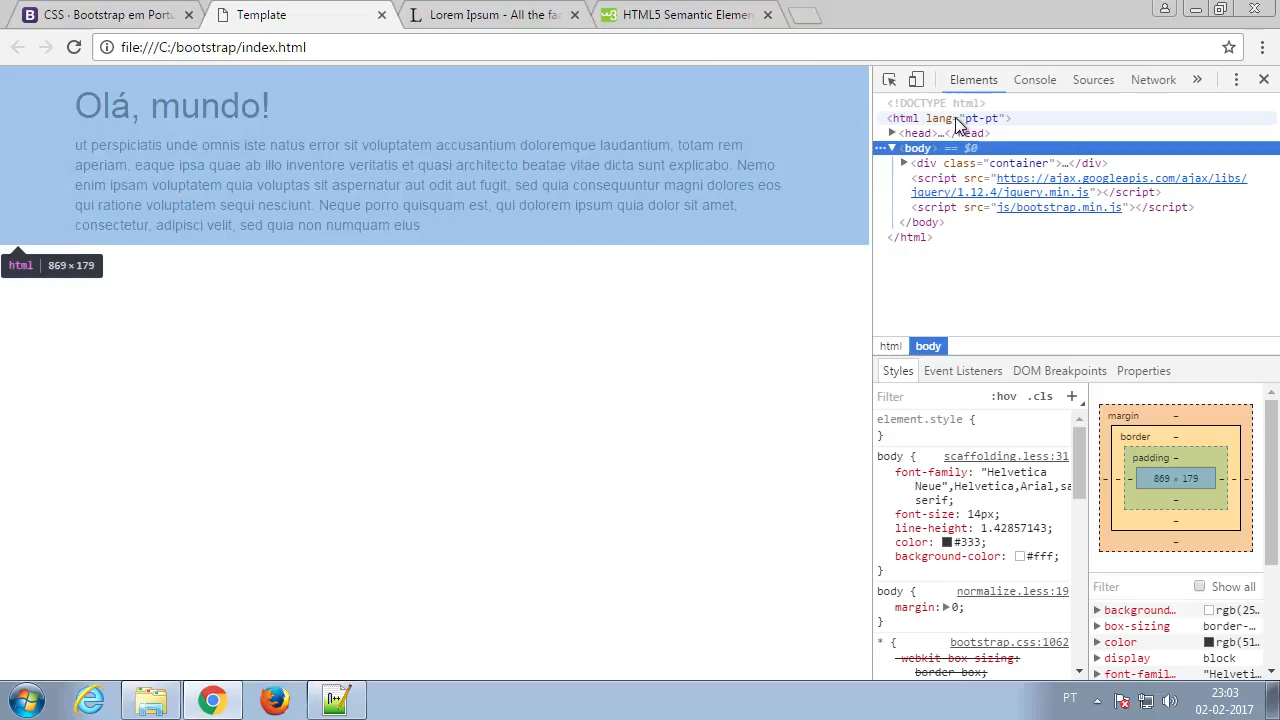 CSS - Bootstrap em Portu
Template
Lorem Ipsum - All the fa
HTML5 Semantic Elemen
file:///C:/bootstrap/index.html
Olá, mundo!
ut perspiciatis unde omnis iste natus error sit voluptatem accusantium doloremque laudantium, totam rem
aperiam, eaque ipsa quae ab illo inventore veritatis et quasi architecto beatae vitae dicta sunt explicabo. Nemo
enim ipsam voluptatem quip voluptas sit aspernatur aut odit aut fugit, sed quia consequuntur magni dolores eos
qui ratione voluptatem sequi nesciunt. Neque porro quisquam est, qui dolorem ipsum quia dolor sit amet,
consectetur, adipisci velit, sed quia non numquam eius
html 869 × 179
Elements Console Sources Network »
<!DOCTYPE html>
<html lang="pt-pt">
<head>…</head>
<body> == $0
<div class="container">…</div>
<script src="https://ajax.googleapis.com/ajax/libs/
jquery/1.12.4/jquery.min.js"></script>
<script src="js/bootstrap.min.js"></script>
</body>
</html>
html body
Styles Event Listeners DOM Breakpoints Properties
Filter :hov .cls +
element.style {
}
body { scaffolding.less:31
font-family: "Helvetica
Neue",Helvetica,Arial,sa
serif;
font-size: 14px;
line-height: 1.42857143;
color: #333;
background-color: #fff;
}
body { normalize.less:19
margin: 0;
}
* { bootstrap.css:1062
-webkit-box-sizing:
border-box;
margin –
border –
padding –
– – – 869 × 179 – – –
–
–
–
Filter Show all
background… rgb(25…
box-sizing border-…
color rgb(51…
display block
font-famil… "Helveti…
PT
23:03
02-02-2017